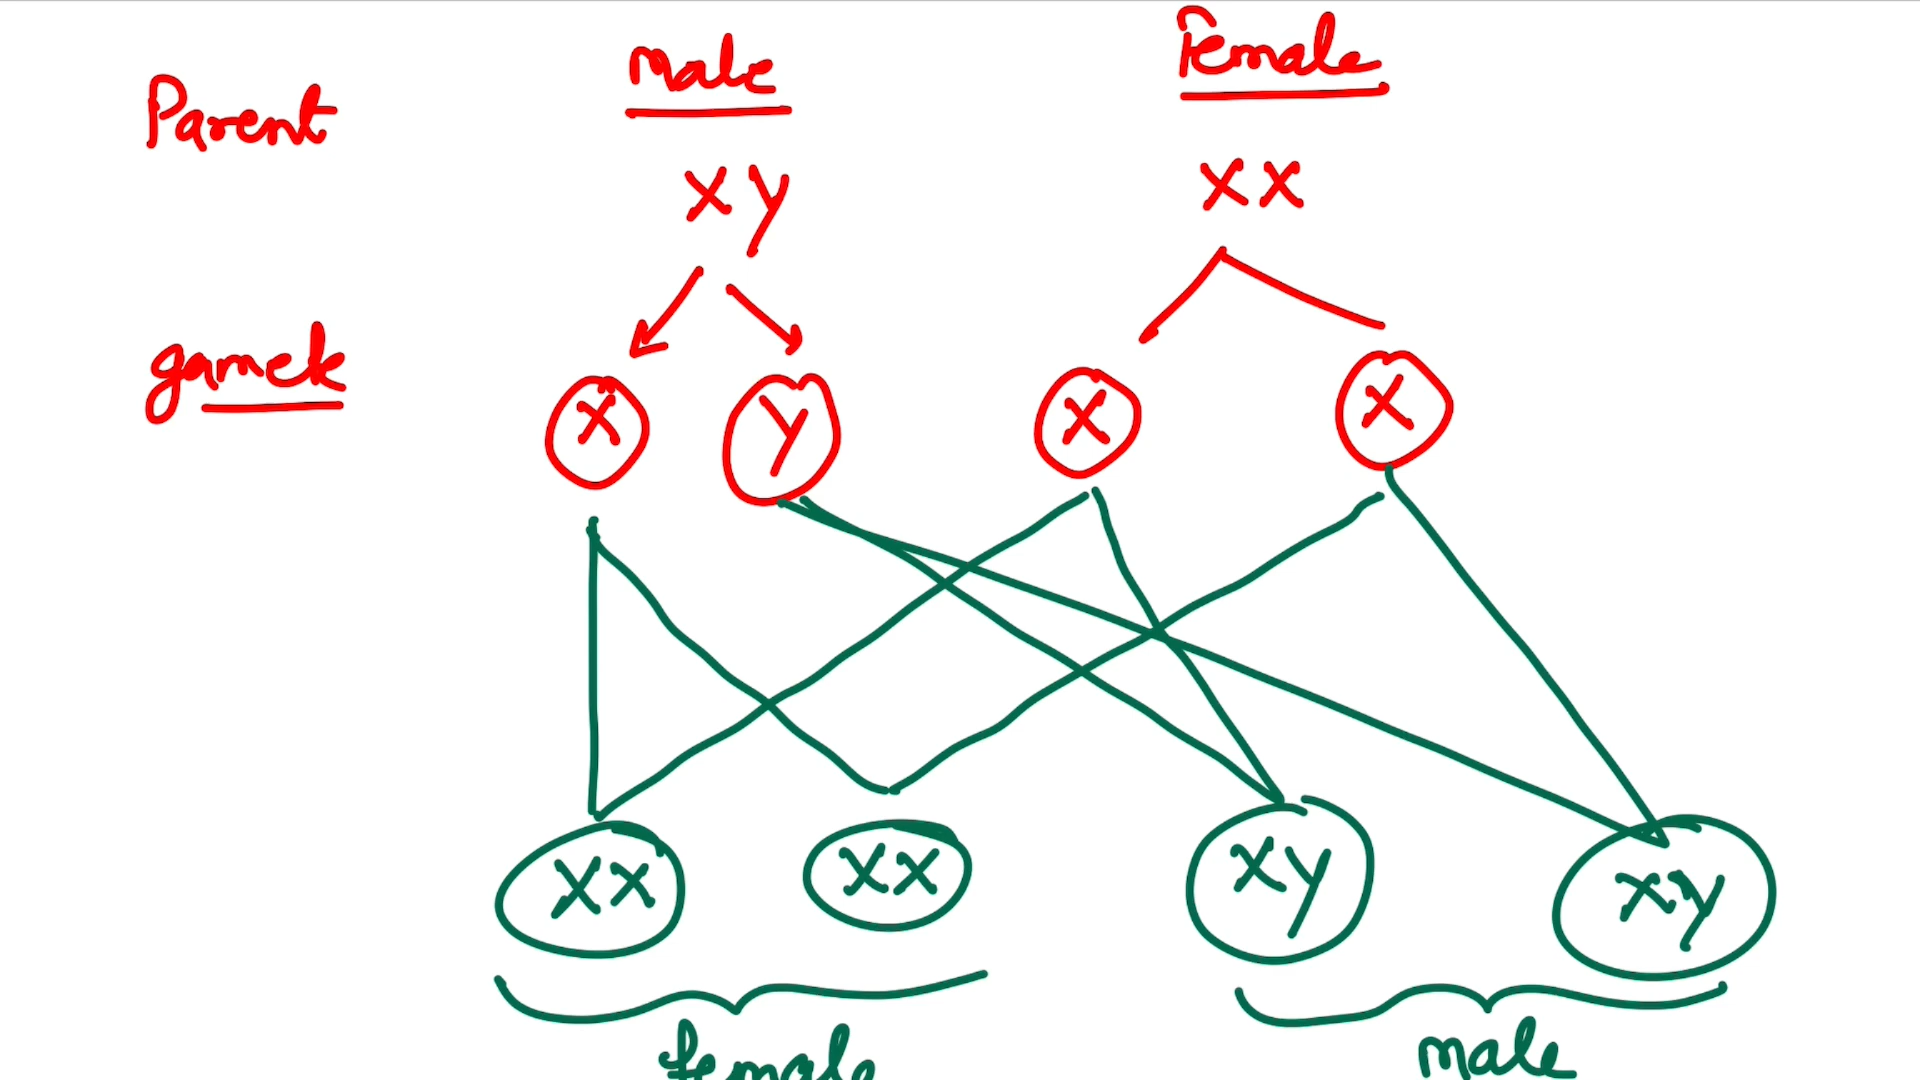 Male Female
Parent
XY XX
gamete
X Y X X
XX XX XY XY
female male